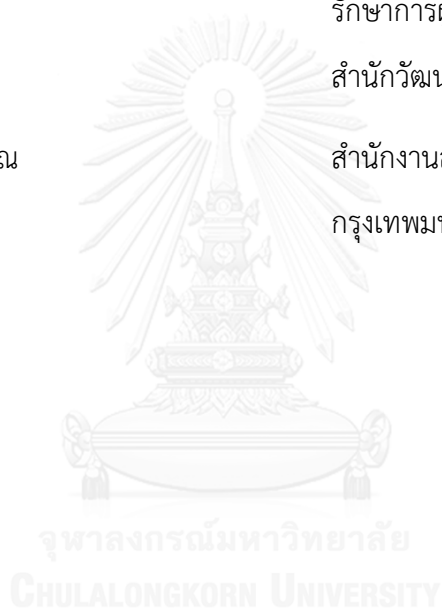 รักษาการ
สำนักวัฒน
ณ สำนักงาน
กรุงเทพม
จุฬาลงกรณ์มหาวิทยาลัย
CHULALONGKORN UNIVERSITY